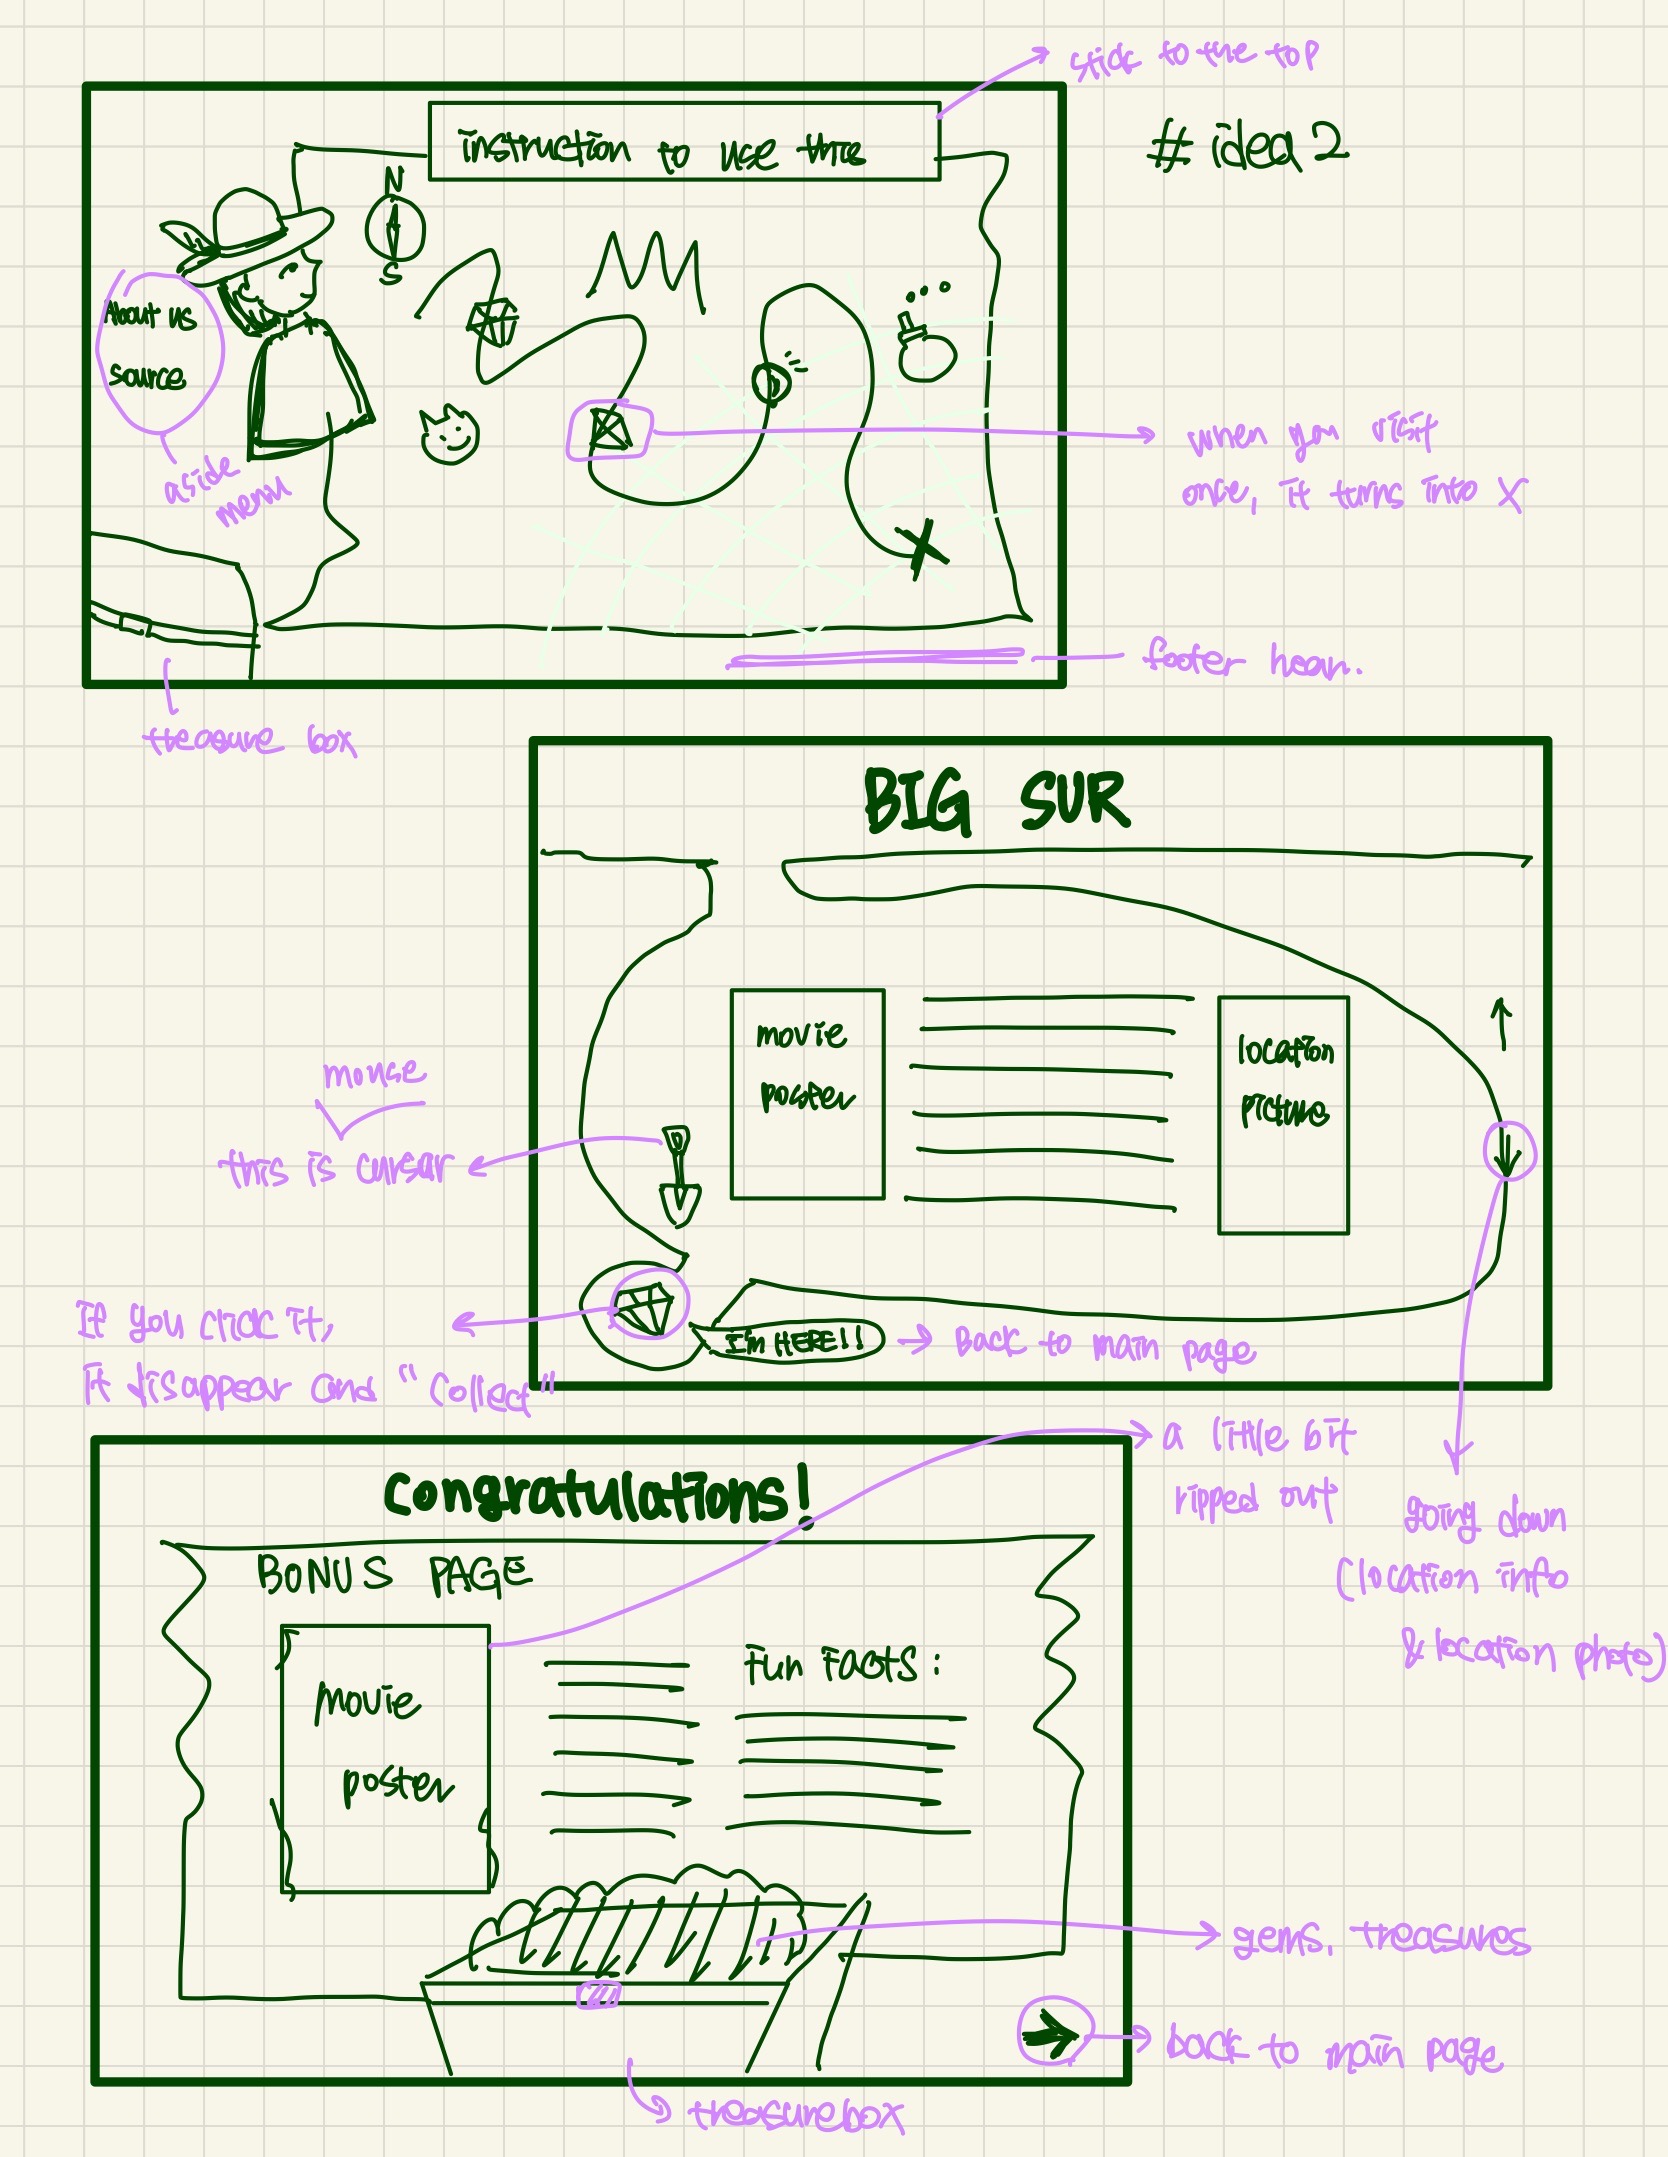 stick to the top
# idea 2
instruction to use this
N
S
About us
source
aside
menu
when you visit
once, it turns into X
footer hear.
treasure box
BIG SUR
movie
poster
location
picture
mouse
this is cursar
If you click it,
it disappear and "collect"
I'm HERE!!
Back to main page
a little bit
ripped out
going down
(location info
& location photo)
Congratulations!
BONUS PAGE
movie
poster
Fun Facts:
gems. treasures
back to main page
treasurebox